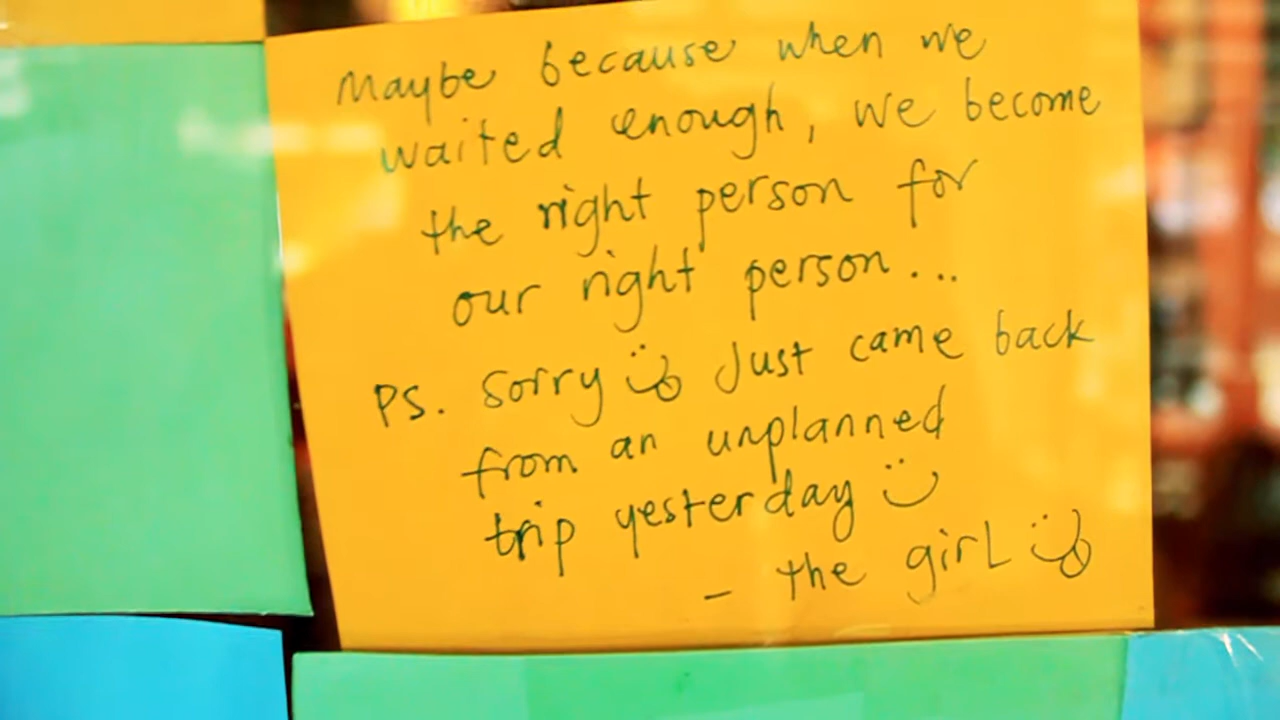 Maybe because when we
waited enough, we become
the right person for
our right person...
PS. Sorry Just came back
from an unplanned
trip yesterday
- the girl